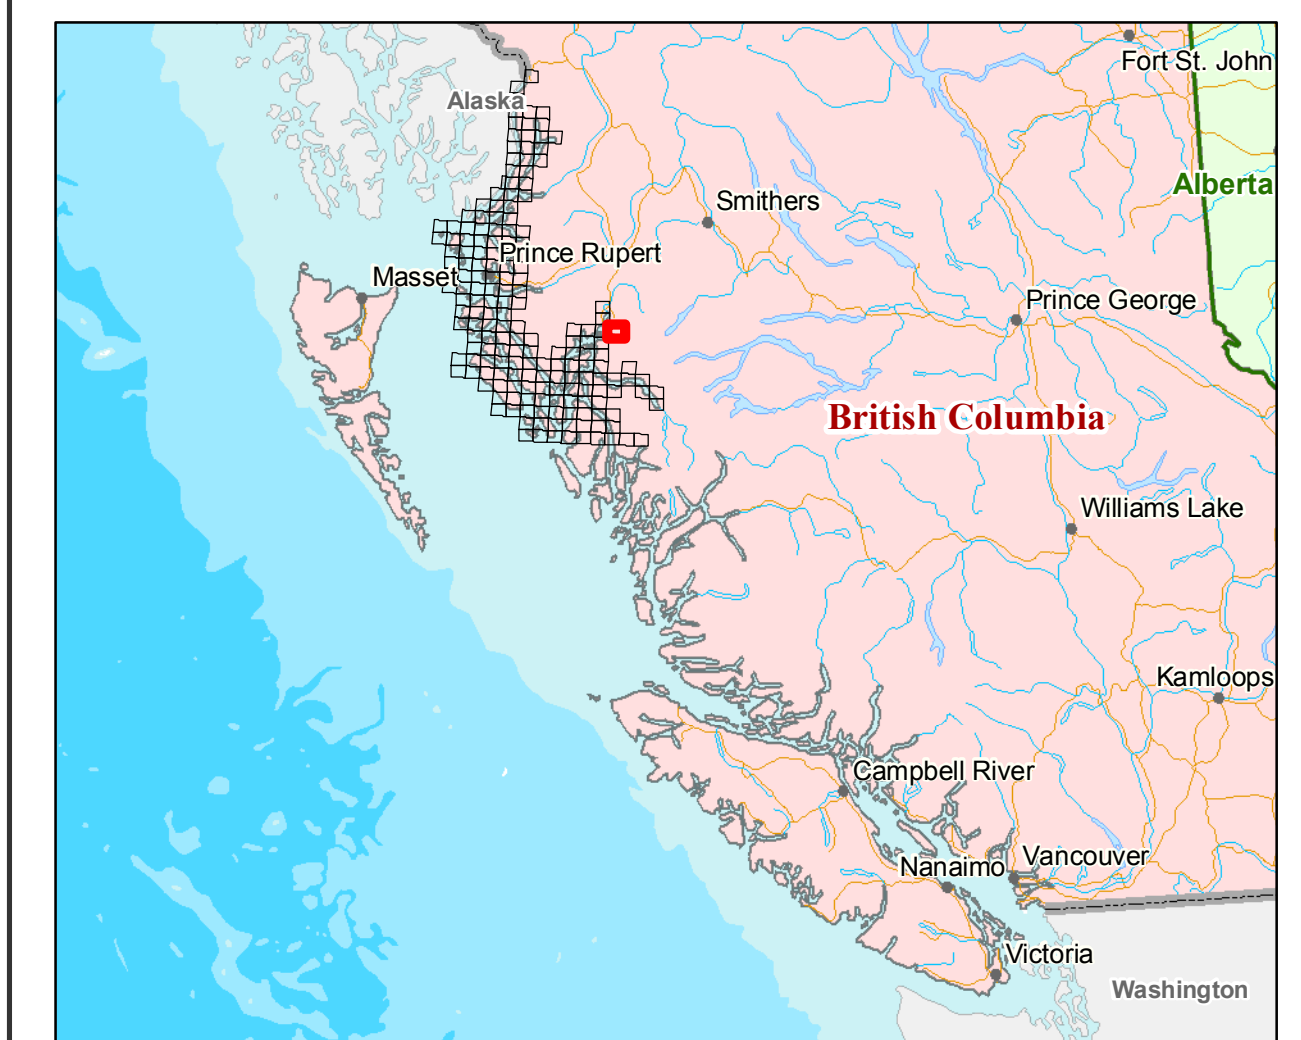 Fort St. John
Alaska
Alberta
Smithers
Prince Rupert
Masset
Prince George
British Columbia
Williams Lake
Kamloops
Campbell River
Vancouver
Nanaimo
Victoria
Washington